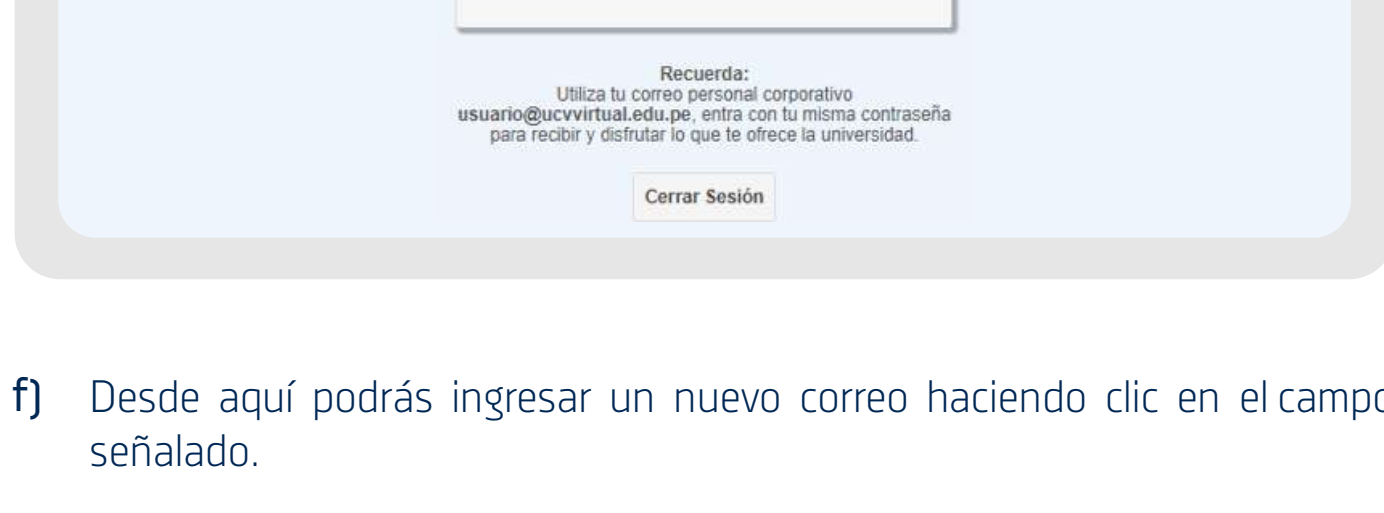 Recuerda:
Utiliza tu correo personal corporativo
usuario@ucvvirtual.edu.pe, entra con tu misma contraseña
para recibir y disfrutar lo que te ofrece la universidad.
Cerrar Sesión
f) Desde aquí podrás ingresar un nuevo correo haciendo clic en el campo
señalado.